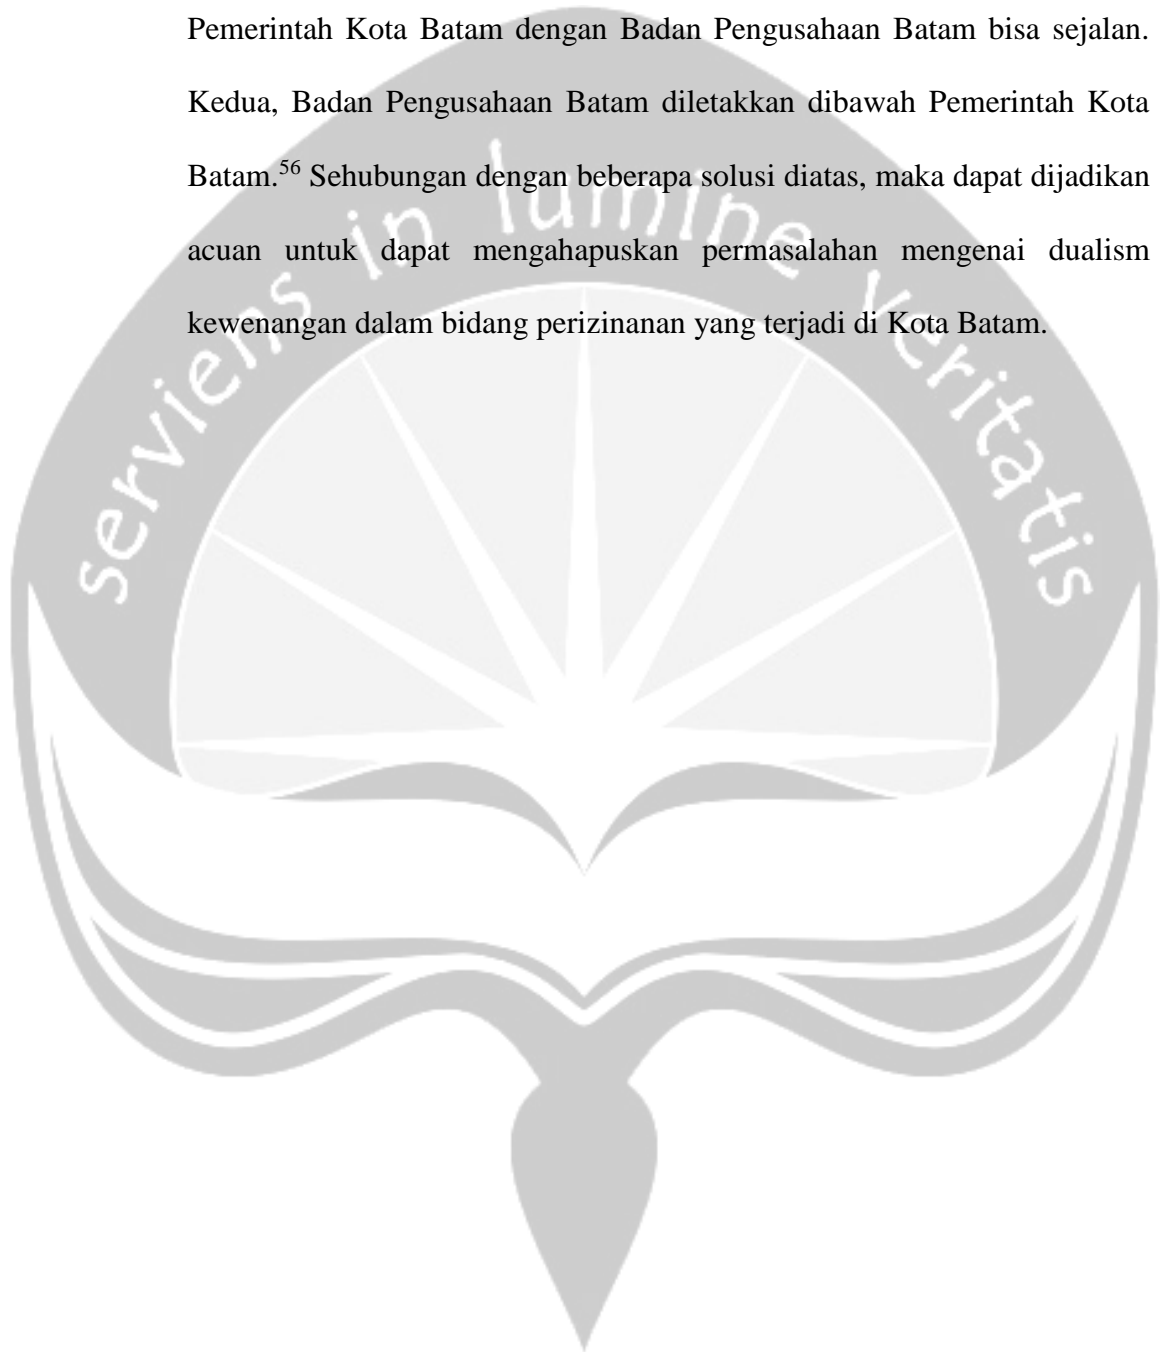 Pemerintah Kota Batam dengan Badan Pengusahaan Batam bisa sejalan.
Kedua, Badan Pengusahaan Batam diletakkan dibawah Pemerintah Kota
Batam.⁵⁶ Sehubungan dengan beberapa solusi diatas, maka dapat dijadikan
acuan untuk dapat mengahapuskan permasalahan mengenai dualism
kewenangan dalam bidang perizinanan yang terjadi di Kota Batam.
serviens in lumine veritatis